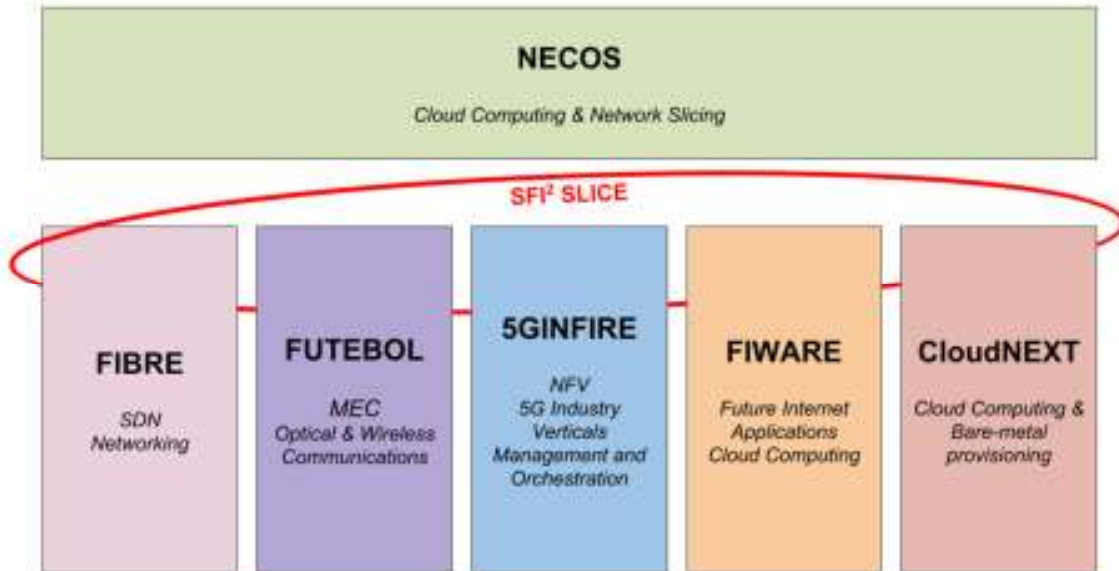 NECOS
Cloud Computing & Network Slicing
SFI² SLICE
FIBRE
SDN
Networking
FUTEBOL
MEC
Optical & Wireless
Communications
5GINFIRE
NFV
5G Industry
Verticals
Management and
Orchestration
FIWARE
Future Internet
Applications
Cloud Computing
CloudNEXT
Cloud Computing &
Bare-metal
provisioning